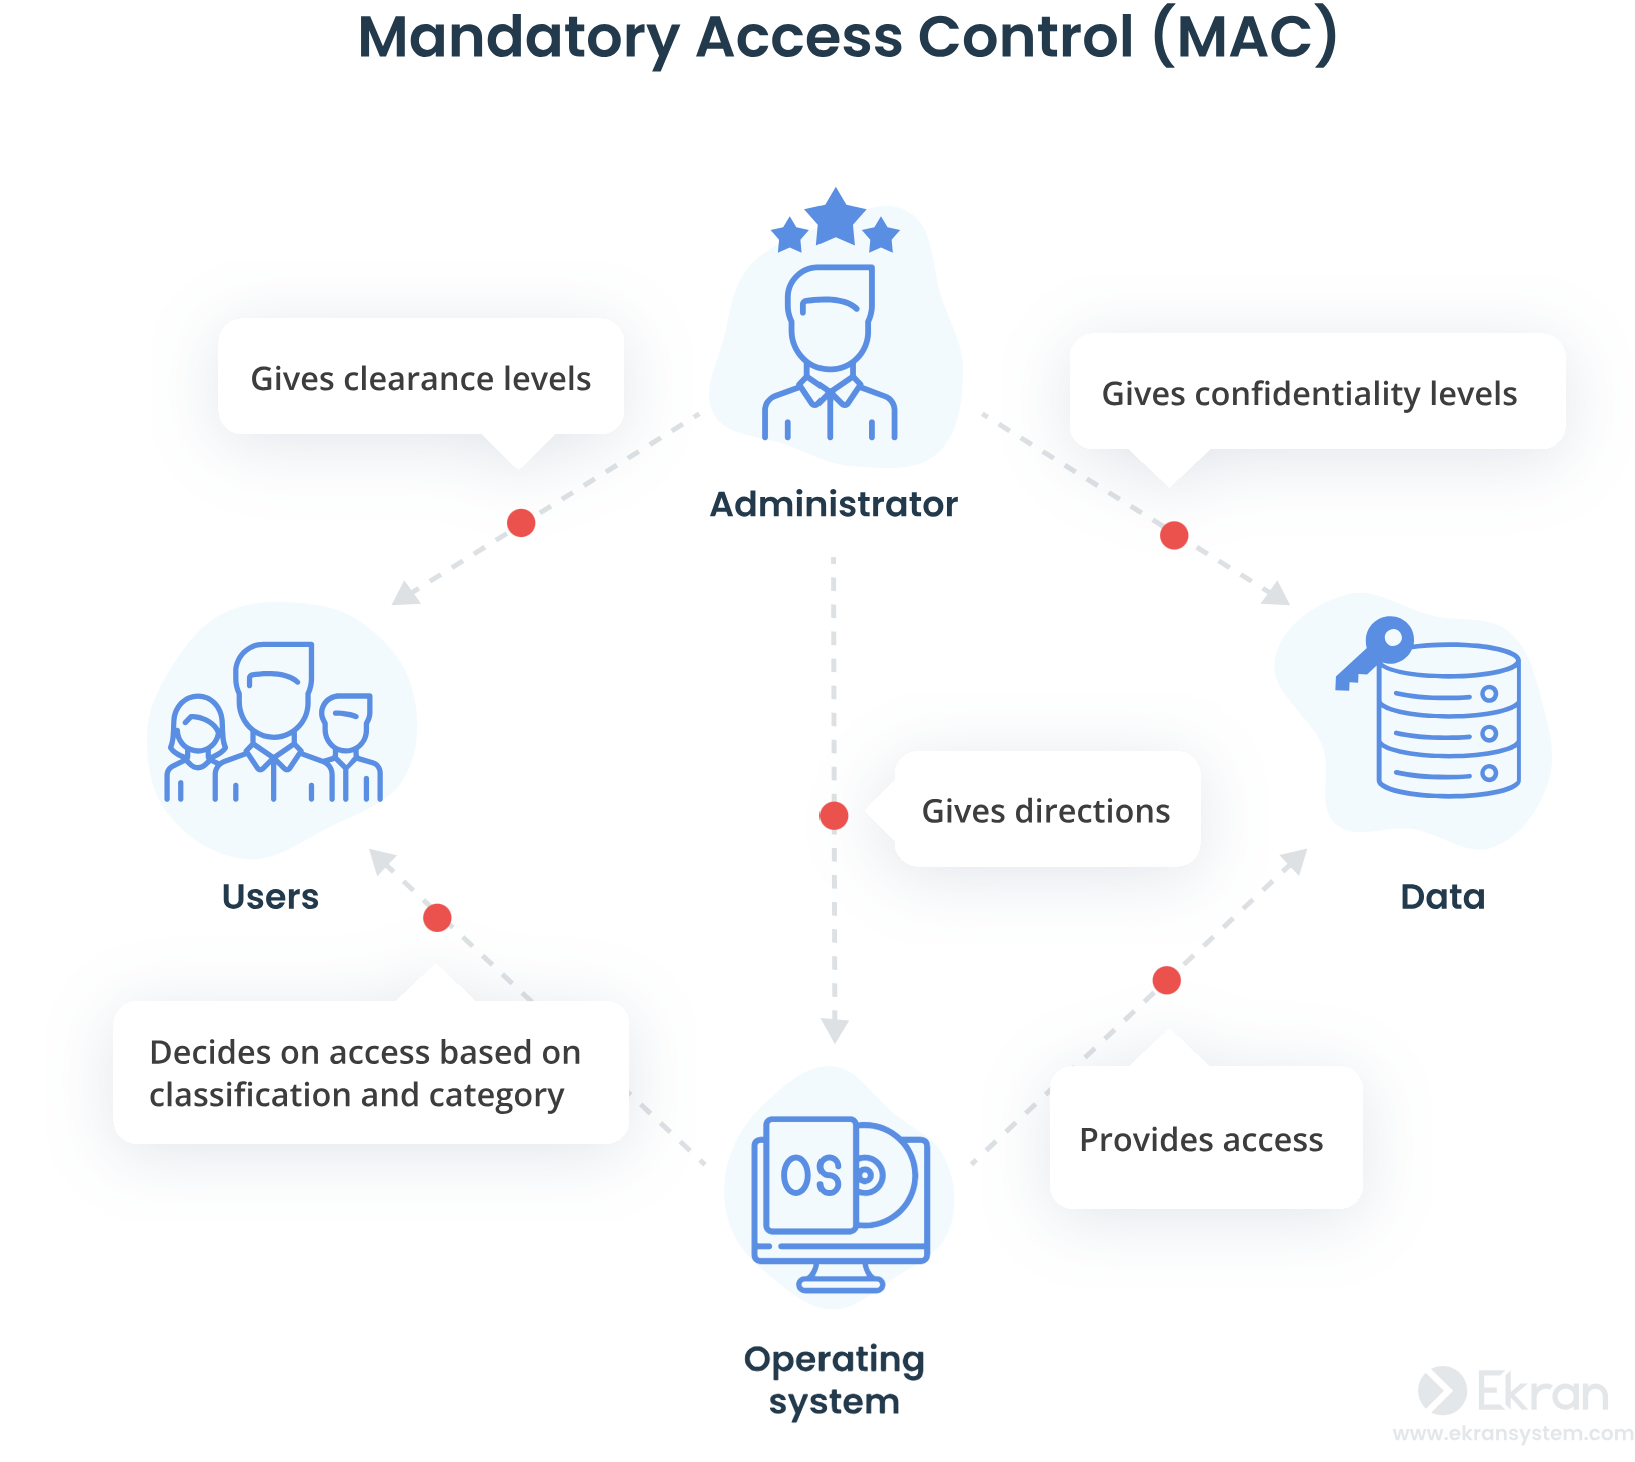 Mandatory Access Control (MAC)
Gives clearance levels
Gives confidentiality levels
Administrator
Gives directions
Users
Data
Decides on access based on
classification and category
Provides access
OS
Operating
system
Ekran
www.ekransystem.com